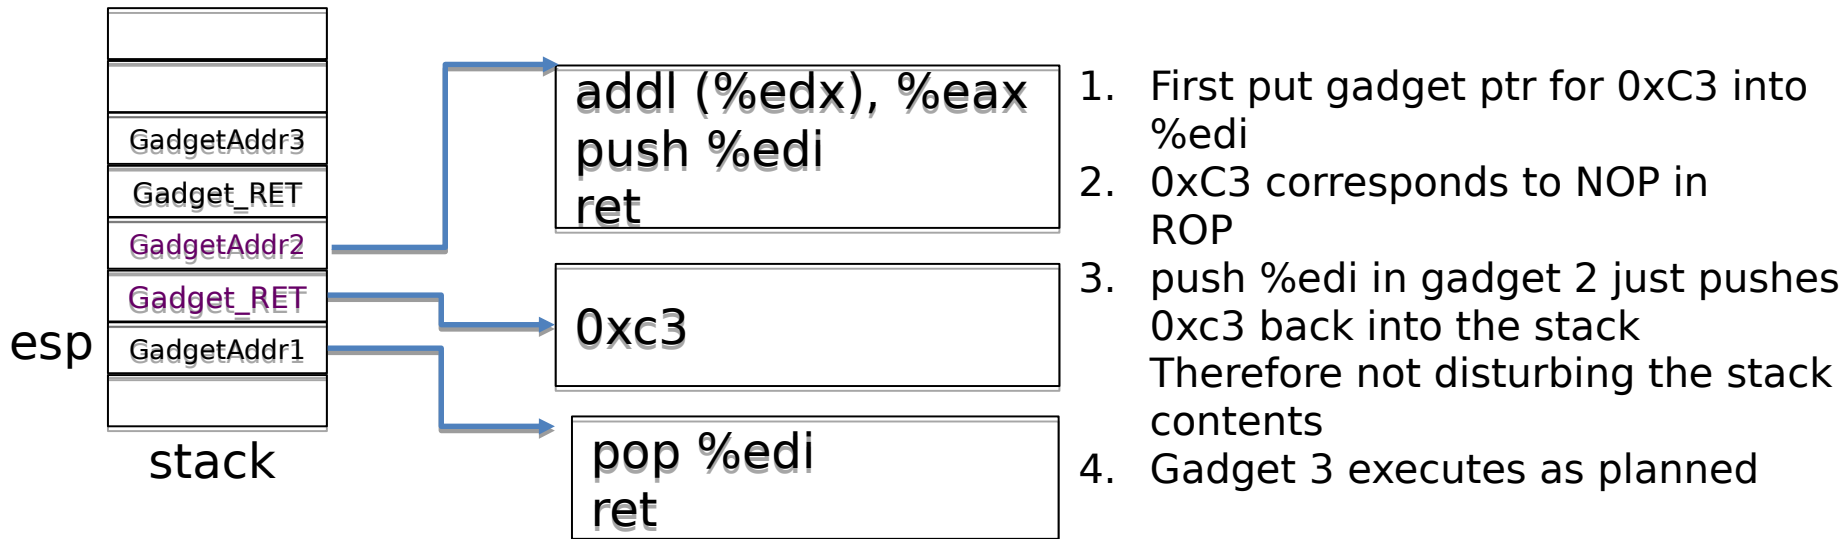 GadgetAddr3
Gadget_RET
GadgetAddr2
Gadget_RET
esp
GadgetAddr1
stack
addl (%edx), %eax
push %edi
ret
0xc3
pop %edi
ret
1. First put gadget ptr for 0xC3 into
%edi
2. 0xC3 corresponds to NOP in
ROP
3. push %edi in gadget 2 just pushes
0xc3 back into the stack
Therefore not disturbing the stack
contents
4. Gadget 3 executes as planned